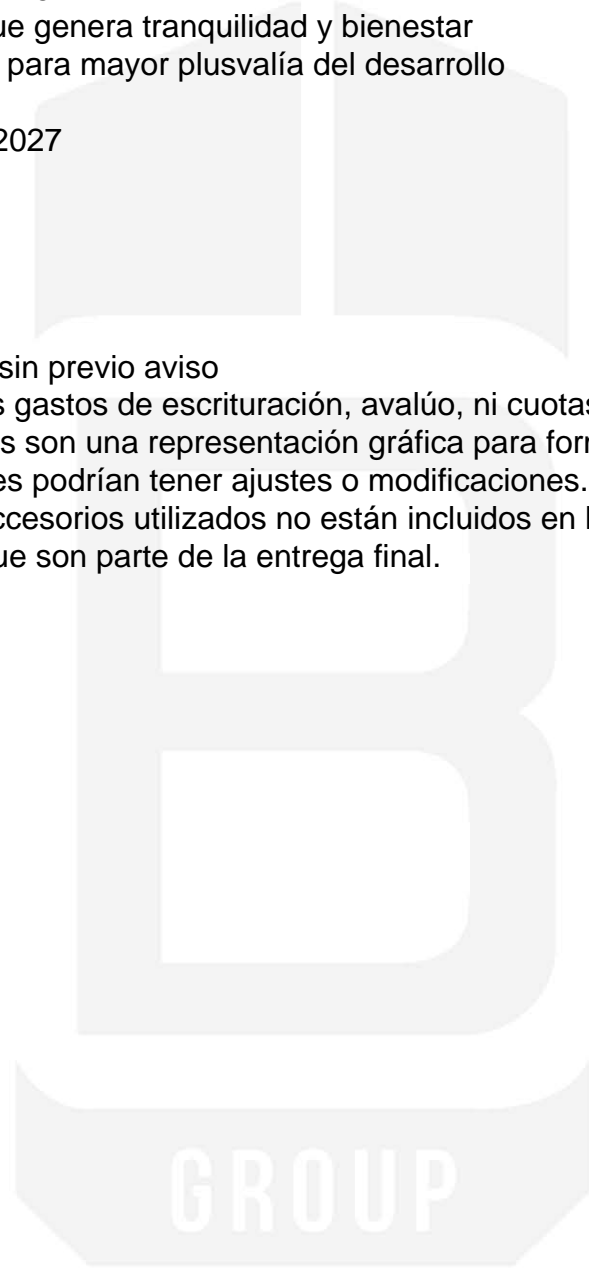 ue genera tranquilidad y bienestar
para mayor plusvalía del desarrollo
2027
sin previo aviso
s gastos de escrituración, avalúo, ni cuotas
s son una representación gráfica para for
es podrían tener ajustes o modificaciones.
ccesorios utilizados no están incluidos en
ue son parte de la entrega final.
B
GROUP